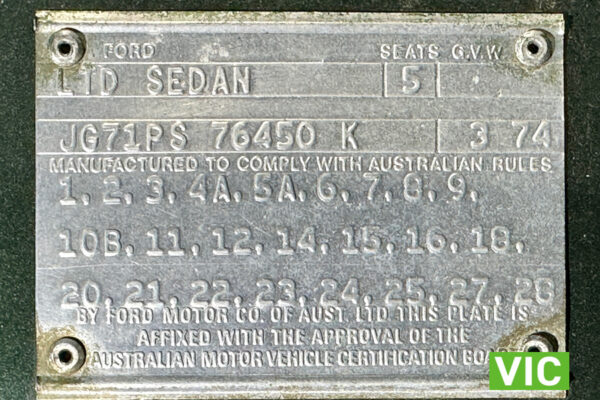 FORD SEATS G.V.W.
LTD SEDAN 5
JG71PS 76450 K 3 74
MANUFACTURED TO COMPLY WITH AUSTRALIAN RULES
1, 2, 3, 4A, 5A, 6, 7, 8, 9,
10B, 11, 12, 14, 15, 16, 18,
20, 21, 22, 23, 24, 25, 27, 28
BY FORD MOTOR CO. OF AUST. LTD THIS PLATE IS
AFFIXED WITH THE APPROVAL OF THE
AUSTRALIAN MOTOR VEHICLE CERTIFICATION
VIC